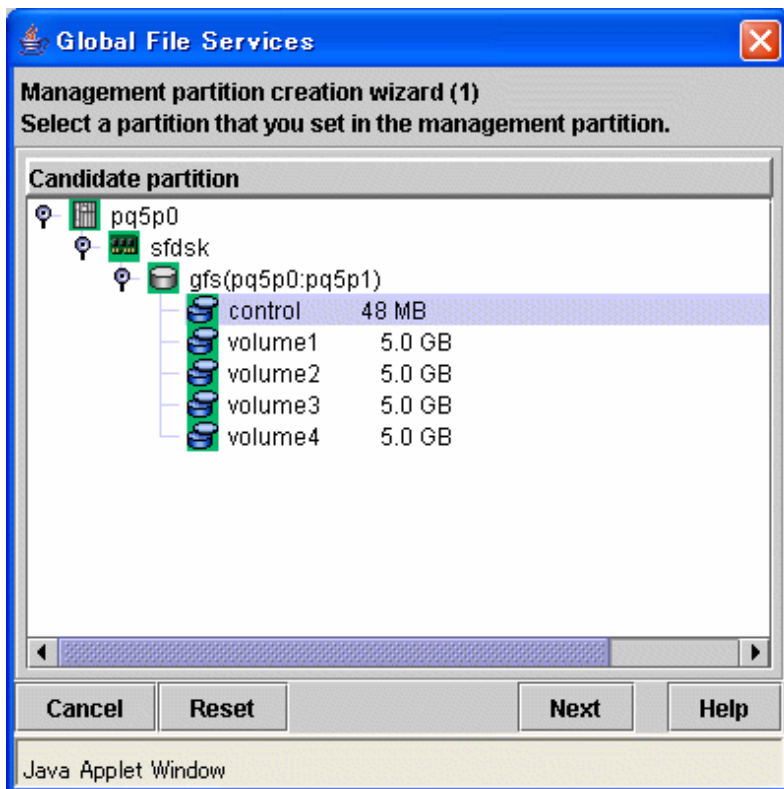 Global File Services
Management partition creation wizard (1)
Select a partition that you set in the management partition.
Candidate partition
pq5p0
sfdsk
gfs(pq5p0:pq5p1)
control 48 MB
volume1 5.0 GB
volume2 5.0 GB
volume3 5.0 GB
volume4 5.0 GB
Cancel Reset Next Help
Java Applet Window